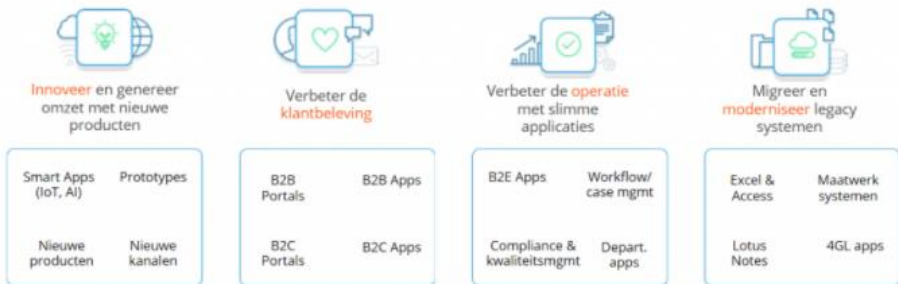 Innoveer en genereer
omzet met nieuwe
producten
Verbeter de
klantbeleving
Verbeter de operatie
met slimme
applicaties
Migreer en
moderniseer legacy
systemen
Smart Apps
(IoT, AI)
Prototypes
Nieuwe
producten
Nieuwe
kanalen
B2B
Portals
B2B Apps
B2C
Portals
B2C Apps
B2E Apps
Workflow/
case mgmt
Compliance &
kwaliteitsmgmt
Depart.
apps
Excel &
Access
Maatwerk
systemen
Lotus
Notes
4GL apps